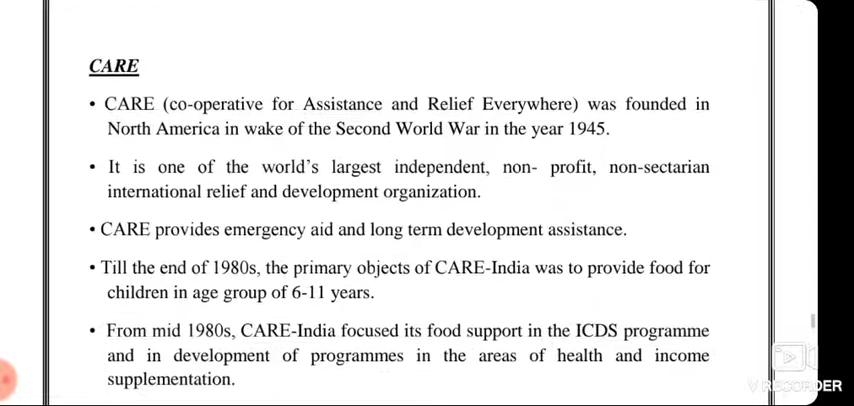 CARE
• CARE (co-operative for Assistance and Relief Everywhere) was founded in
North America in wake of the Second World War in the year 1945.
• It is one of the world's largest independent, non- profit, non-sectarian
international relief and development organization.
• CARE provides emergency aid and long term development assistance.
• Till the end of 1980s, the primary objects of CARE-India was to provide food for
children in age group of 6-11 years.
• From mid 1980s, CARE-India focused its food support in the ICDS programme
and in development of programmes in the areas of health and income
supplementation.
V RECORDER